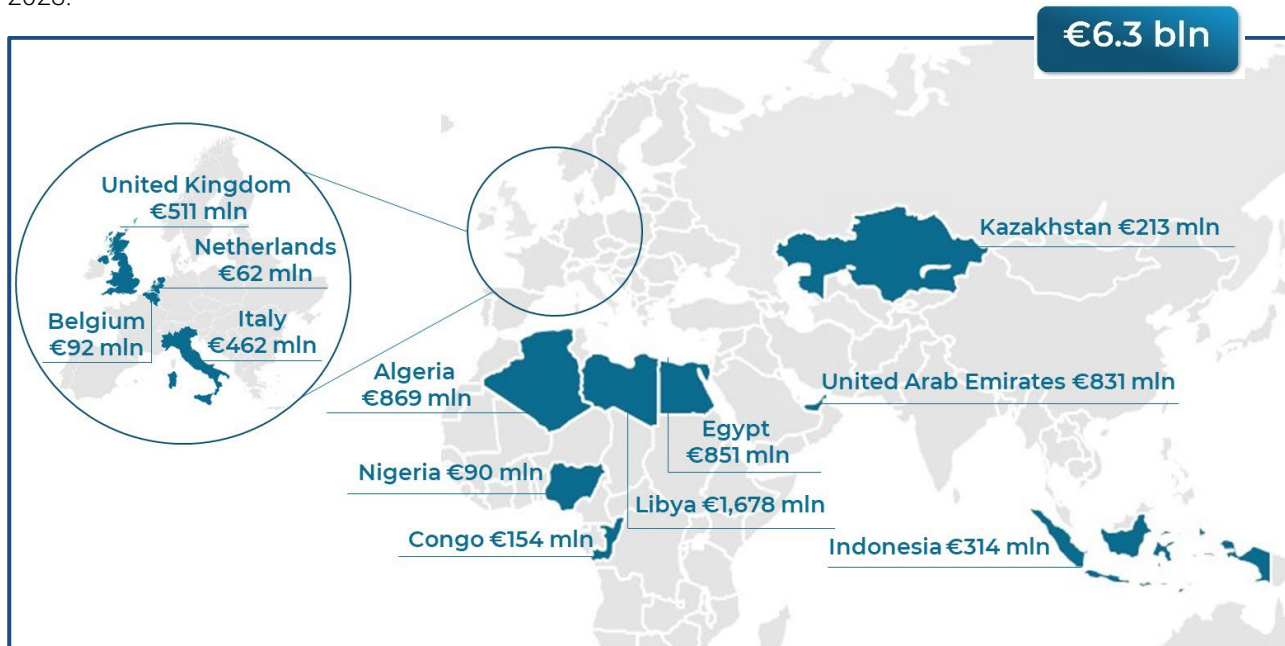 2023.
€6.3 bln
United Kingdom
€511 mln
Netherlands
€62 mln
Belgium
€92 mln
Italy
€462 mln
Kazakhstan €213 mln
Algeria
€869 mln
United Arab Emirates €831 mln
Egypt
€851 mln
Nigeria €90 mln
Libya €1,678 mln
Congo €154 mln
Indonesia €314 mln